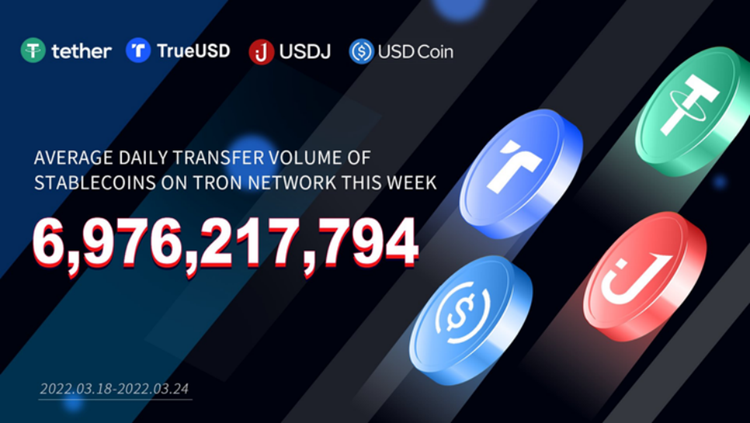 tether TrueUSD USDJ USD Coin
AVERAGE DAILY TRANSFER VOLUME OF
STABLECOINS ON TRON NETWORK THIS WEEK
6,976,217,794
2022.03.18-2022.03.24